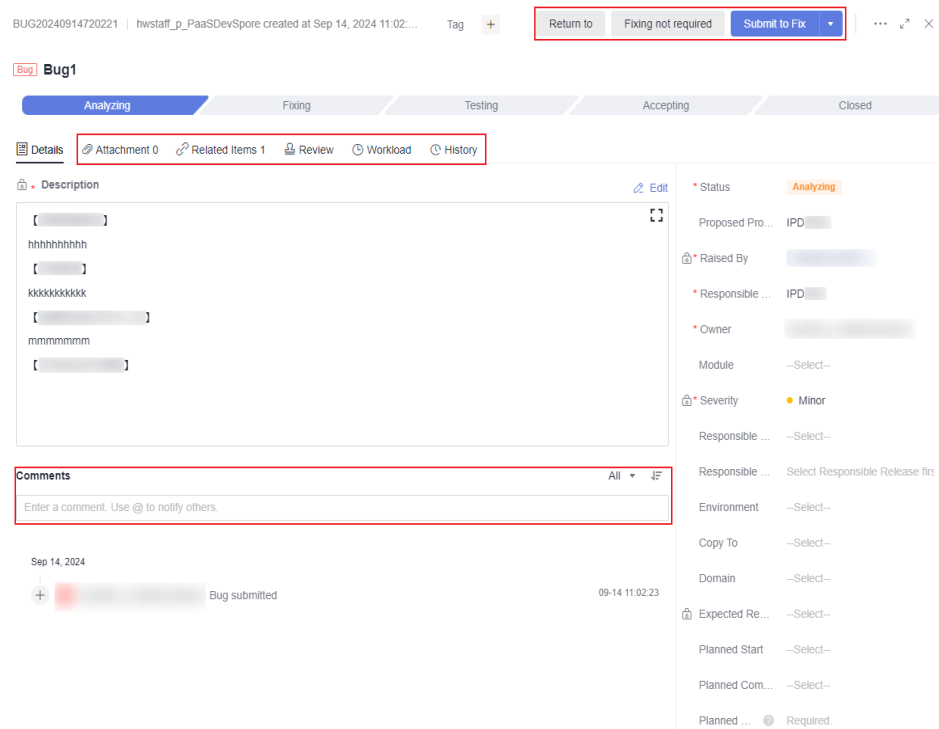 BUG20240914720221 hwstaff_p_PaaSDevSpore created at Sep 14, 2024 11:02:... Tag + Return to Fixing not required Submit to Fix
Bug Bug1
Analyzing Fixing Testing Accepting Closed
Details Attachment 0 Related Items 1 Review Workload History
* Description Edit
【 】
hhhhhhhhhh
【 】
kkkkkkkkkkk
【 】
mmmmmmm
【 】
Comments All
Enter a comment. Use @ to notify others.
Sep 14, 2024
Bug submitted 09-14 11:02:23
* Status Analyzing
Proposed Pro... IPD
* Raised By
* Responsible ... IPD
* Owner
Module --Select--
* Severity Minor
Responsible ... --Select--
Responsible ... Select Responsible Release firs
Environment --Select--
Copy To --Select--
Domain --Select--
Expected Re... --Select--
Planned Start --Select--
Planned Com... --Select--
Planned ... Required.